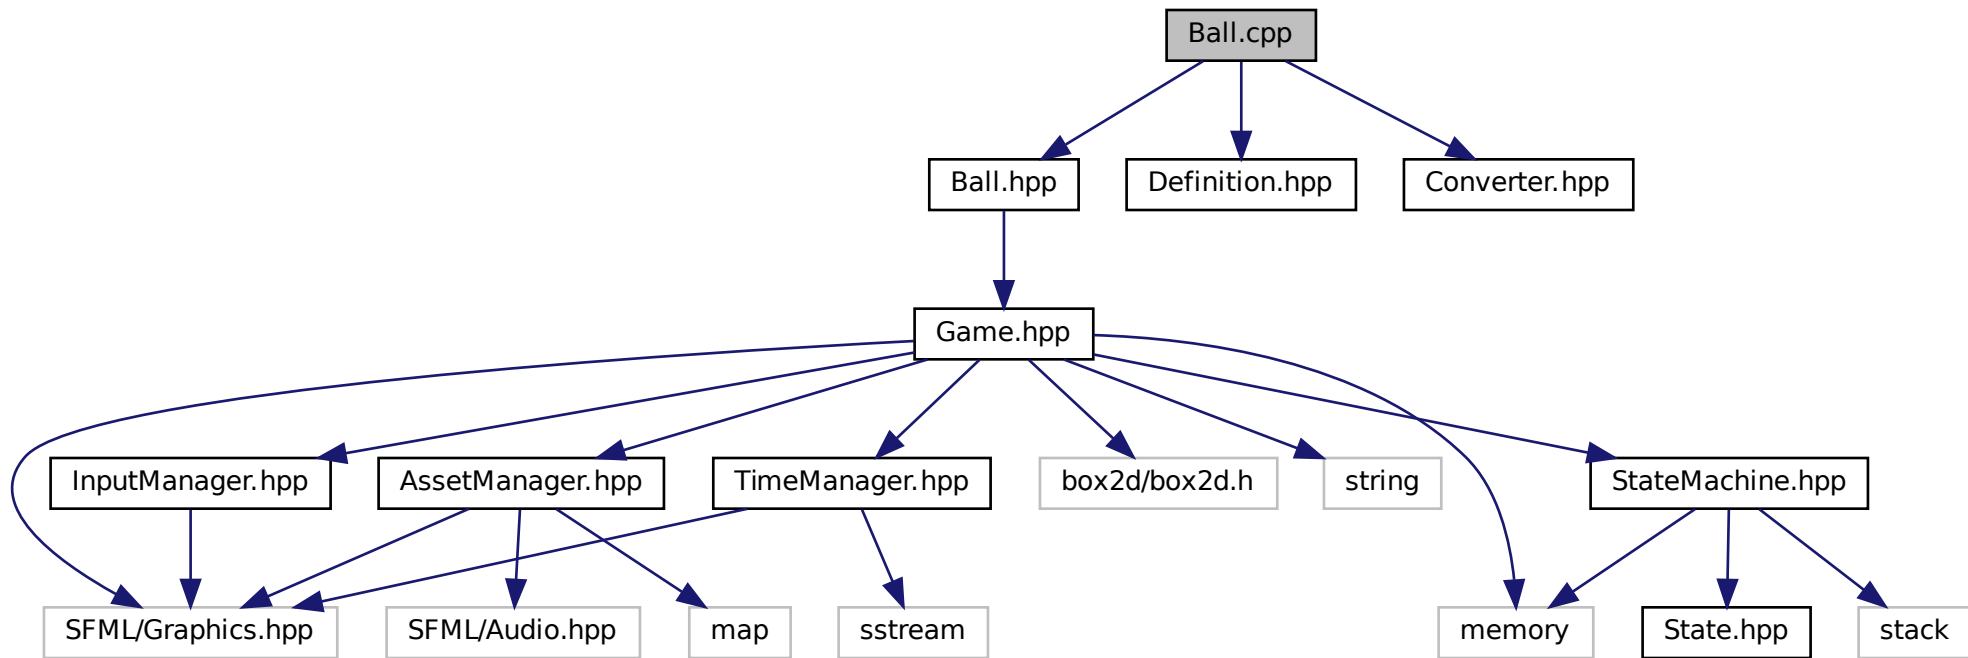 Ball.cpp
Ball.hpp
Definition.hpp
Converter.hpp
Game.hpp
InputManager.hpp
AssetManager.hpp
TimeManager.hpp
box2d/box2d.h
string
StateMachine.hpp
SFML/Graphics.hpp
SFML/Audio.hpp
map
sstream
memory
State.hpp
stack